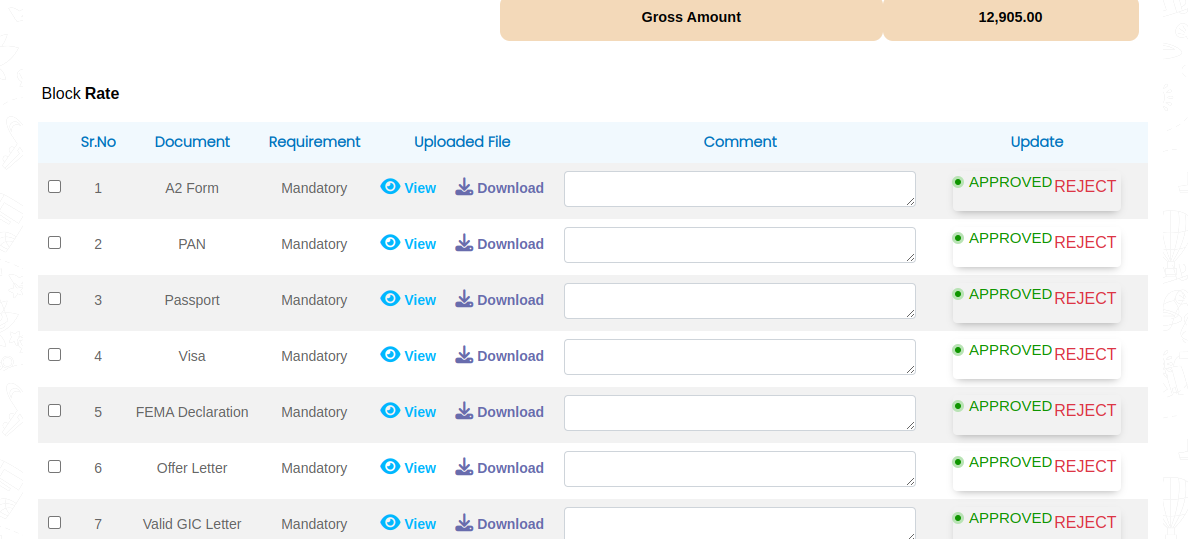 Gross Amount 12,905.00
Block Rate
Sr.No Document Requirement Uploaded File Comment Update
1 A2 Form Mandatory View Download APPROVED REJECT
2 PAN Mandatory View Download APPROVED REJECT
3 Passport Mandatory View Download APPROVED REJECT
4 Visa Mandatory View Download APPROVED REJECT
5 FEMA Declaration Mandatory View Download APPROVED REJECT
6 Offer Letter Mandatory View Download APPROVED REJECT
7 Valid GIC Letter Mandatory View Download APPROVED REJECT